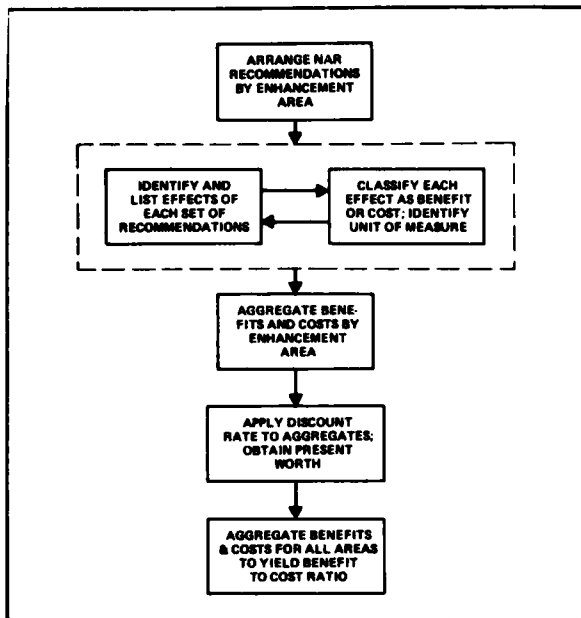 ARRANGE NAR
RECOMMENDATIONS
BY ENHANCEMENT
AREA
IDENTIFY AND
LIST EFFECTS OF
EACH SET OF
RECOMMENDATIONS
CLASSIFY EACH
EFFECT AS BENEFIT
OR COST; IDENTIFY
UNIT OF MEASURE
AGGREGATE BENE-
FITS AND COSTS BY
ENHANCEMENT
AREA
APPLY DISCOUNT
RATE TO AGGREGATES;
OBTAIN PRESENT
WORTH
AGGREGATE BENEFITS
& COSTS FOR ALL AREAS
TO YIELD BENEFIT
TO COST RATIO